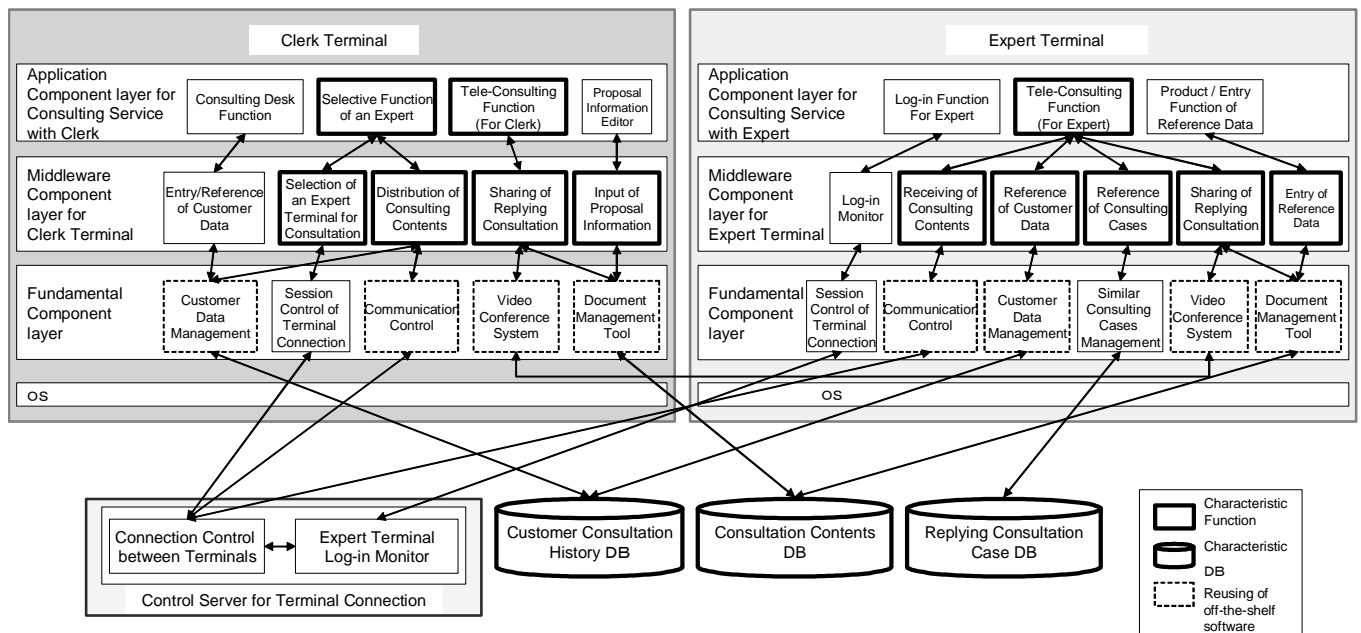 Clerk Terminal
Application
Component layer for
Consulting Service
with Clerk
Consulting Desk
Function
Selective Function
of an Expert
Tele-Consulting
Function
(For Clerk)
Proposal
Information
Editor
Middleware
Component
layer for
Clerk Terminal
Entry/Reference
of Customer
Data
Selection of
an Expert
Terminal for
Consultation
Distribution of
Consulting
Contents
Sharing of
Replying
Consultation
Input of
Proposal
Information
Fundamental
Component
layer
Customer
Data
Management
Session
Control of
Terminal
Connection
Communication
Control
Video
Conference
System
Document
Management
Tool
OS
Expert Terminal
Application
Component layer for
Consulting Service
with Expert
Log-in Function
For Expert
Tele-Consulting
Function
(For Expert)
Product / Entry
Function of
Reference Data
Middleware
Component
layer for
Expert Terminal
Log-in
Monitor
Receiving of
Consulting
Contents
Reference
of Customer
Data
Reference
of Consulting
Cases
Sharing of
Replying
Consultation
Entry of
Reference
Data
Fundamental
Component
layer
Session
Control of
Terminal
Connection
Communication
Control
Customer
Data
Management
Similar
Consulting
Cases
Management
Video
Conference
System
Document
Management
Tool
OS
Connection Control
between Terminals
Expert Terminal
Log-in Monitor
Control Server for Terminal Connection
Customer Consultation
History DB
Consultation Contents
DB
Replying Consultation
Case DB
Characteristic
Function
Characteristic
DB
Reusing of
off-the-shelf
software